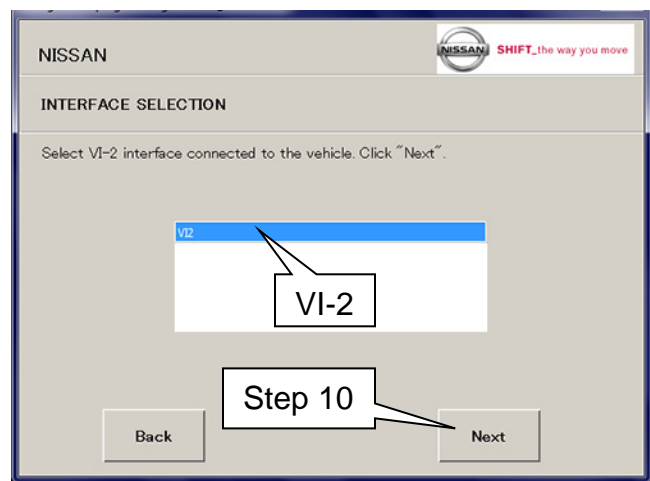 NISSAN
NISSAN SHIFT_the way you move
INTERFACE SELECTION
Select VI-2 interface connected to the vehicle. Click "Next".
VI2
VI-2
Step 10
Back
Next